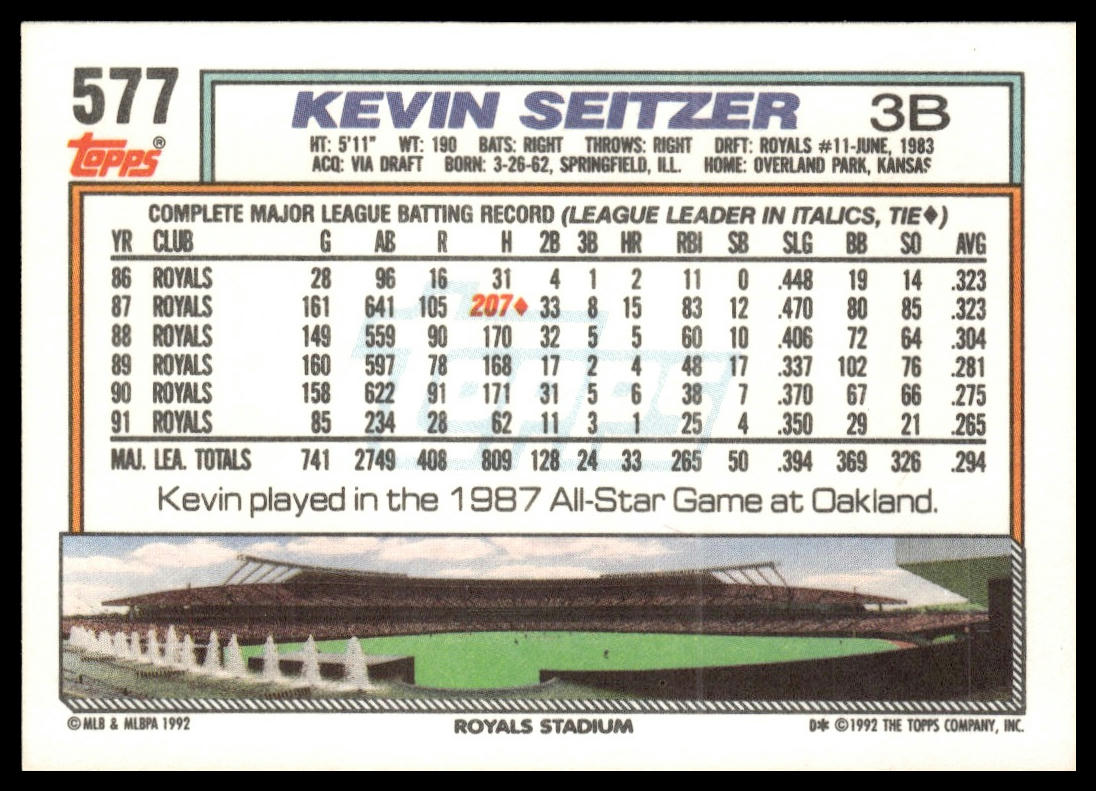 577
Topps®
KEVIN SEITZER 3B
HT: 5'11" WT: 190 BATS: RIGHT THROWS: RIGHT DRFT: ROYALS #11-JUNE, 1983
ACQ: VIA DRAFT BORN: 3-26-62, SPRINGFIELD, ILL. HOME: OVERLAND PARK, KANSAS
COMPLETE MAJOR LEAGUE BATTING RECORD (LEAGUE LEADER IN ITALICS, TIE♦)
YR CLUB G AB R H 2B 3B HR RBI SB SLG BB SO AVG
86 ROYALS 28 96 16 31 4 1 2 11 0 .448 19 14 .323
87 ROYALS 161 641 105 207♦ 33 8 15 83 12 .470 80 85 .323
88 ROYALS 149 559 90 170 32 5 5 60 10 .406 72 64 .304
89 ROYALS 160 597 78 168 17 2 4 48 17 .337 102 76 .281
90 ROYALS 158 622 91 171 31 5 6 38 7 .370 67 66 .275
91 ROYALS 85 234 28 62 11 3 1 25 4 .350 29 21 .265
MAJ. LEA. TOTALS 741 2749 408 809 128 24 33 265 50 .394 369 326 .294
Kevin played in the 1987 All-Star Game at Oakland.
© MLB & MLBPA 1992
ROYALS STADIUM
D* © 1992 THE TOPPS COMPANY, INC.